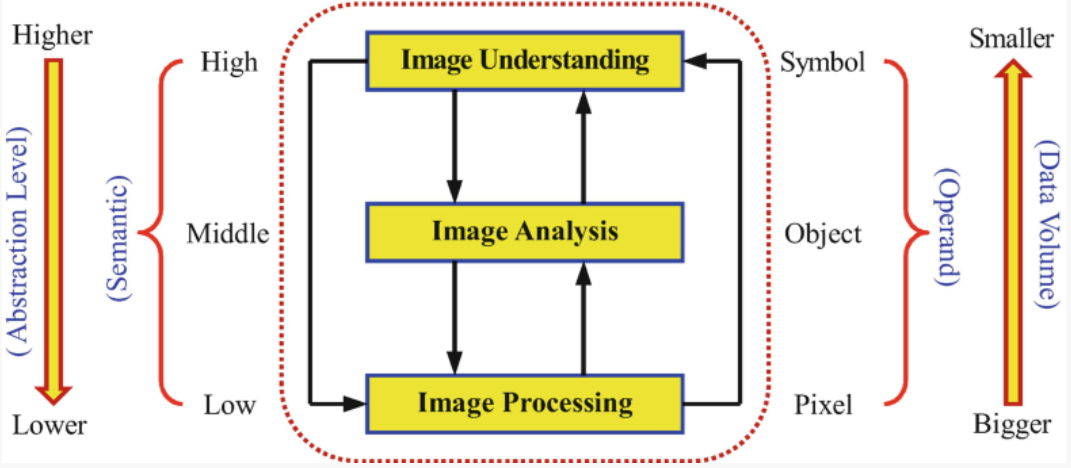 Higher
Smaller
High
Image Understanding
Symbol
(Abstraction Level)
(Semantic)
Middle
Image Analysis
Object
(Operand)
(Data Volume)
Low
Image Processing
Pixel
Lower
Bigger